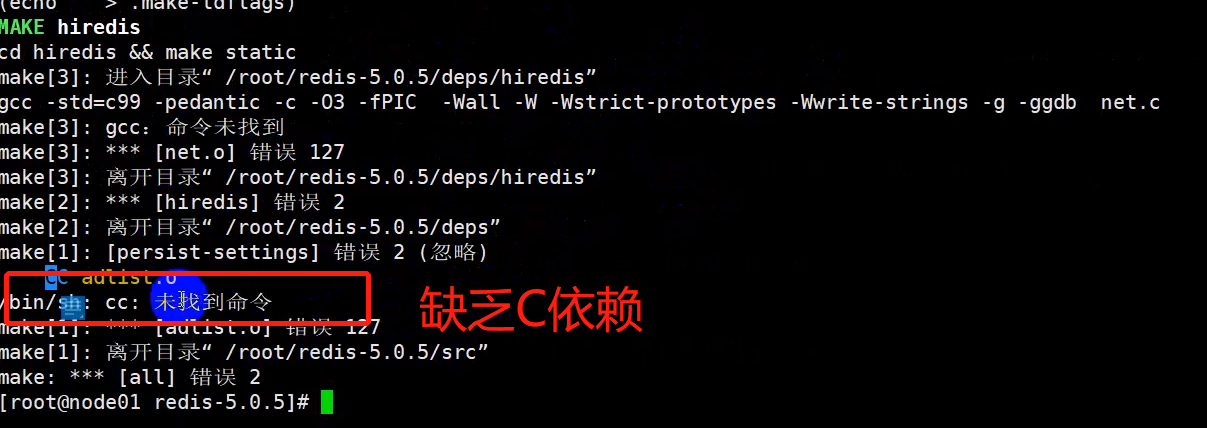 (echo "" > .make-ldflags)
MAKE hiredis
cd hiredis && make static
make[3]: 进入目录“ /root/redis-5.0.5/deps/hiredis”
gcc -std=c99 -pedantic -c -O3 -fPIC  -Wall -W -Wstrict-prototypes -Wwrite-strings -g -ggdb  net.c
make[3]: gcc：命令未找到
make[3]: *** [net.o] 错误 127
make[3]: 离开目录“ /root/redis-5.0.5/deps/hiredis”
make[2]: *** [hiredis] 错误 2
make[2]: 离开目录“ /root/redis-5.0.5/deps”
make[1]: [persist-settings] 错误 2 (忽略)
CC adlist.o
/bin/sh: cc: 未找到命令
缺乏C依赖
make[1]: *** [adlist.o] 错误 127
make[1]: 离开目录“ /root/redis-5.0.5/src”
make: *** [all] 错误 2
[root@node01 redis-5.0.5]#